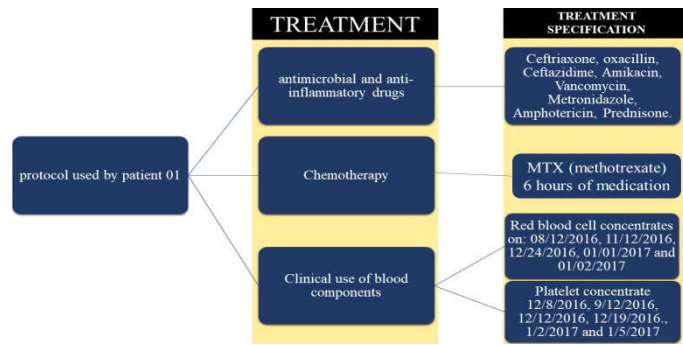 TREATMENT
TREATMENT
SPECIFICATION
protocol used by patient 01
antimicrobial and anti-
inflammatory drugs
Ceftriaxone, oxacillin,
Ceftazidime, Amikacin,
Vancomycin,
Metronidazole,
Amphotericin, Prednisone.
Chemotherapy
MTX (methotrexate)
6 hours of medication
Clinical use of blood
components
Red blood cell concentrates
on: 08/12/2016, 11/12/2016,
12/24/2016, 01/01/2017 and
01/02/2017
Platelet concentrate
12/8/2016, 9/12/2016,
12/12/2016, 12/19/2016.,
1/2/2017 and 1/5/2017